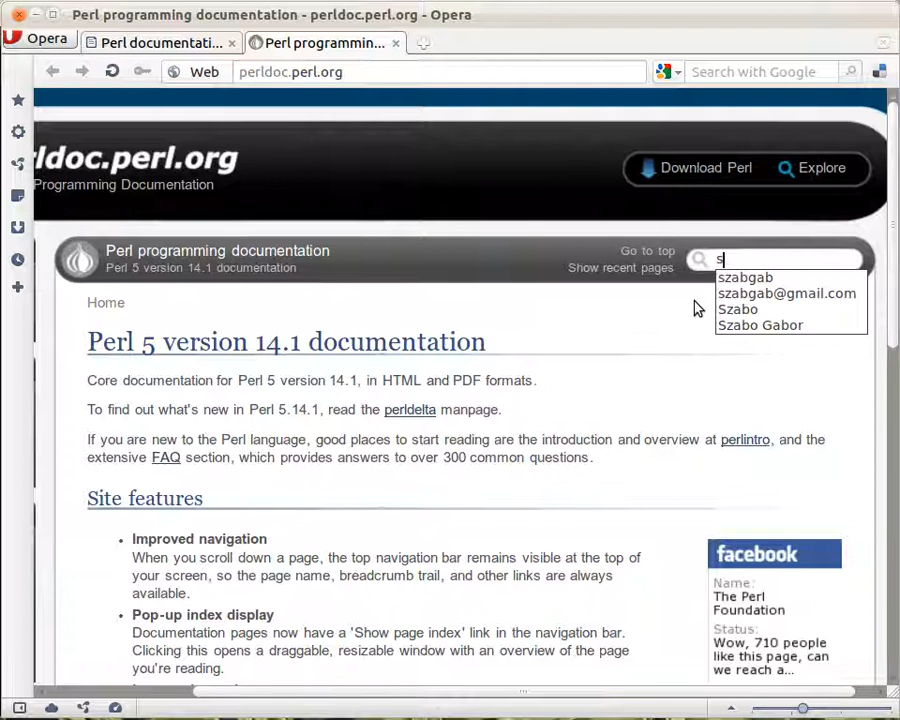 Perl programming documentation - perldoc.perl.org - Opera
Opera
Perl documentati...
Perl programmin...
Web
perldoc.perl.org
Search with Google
rldoc.perl.org
Programming Documentation
Download Perl
Explore
Perl programming documentation
Perl 5 version 14.1 documentation
Go to top
Show recent pages
s
szabgab
szabgab@gmail.com
Szabo
Szabo Gabor
Home
Perl 5 version 14.1 documentation
Core documentation for Perl 5 version 14.1, in HTML and PDF formats.
To find out what's new in Perl 5.14.1, read the perldelta manpage.
If you are new to the Perl language, good places to start reading are the introduction and overview at perlintro, and the
extensive FAQ section, which provides answers to over 300 common questions.
Site features
• Improved navigation
When you scroll down a page, the top navigation bar remains visible at the top of
your screen, so the page name, breadcrumb trail, and other links are always
available.
• Pop-up index display
Documentation pages now have a 'Show page index' link in the navigation bar.
Clicking this opens a draggable, resizable window with an overview of the page
you're reading.
facebook
Name:
The Perl
Foundation
Status:
Wow, 710 people
like this page, can
we reach a...